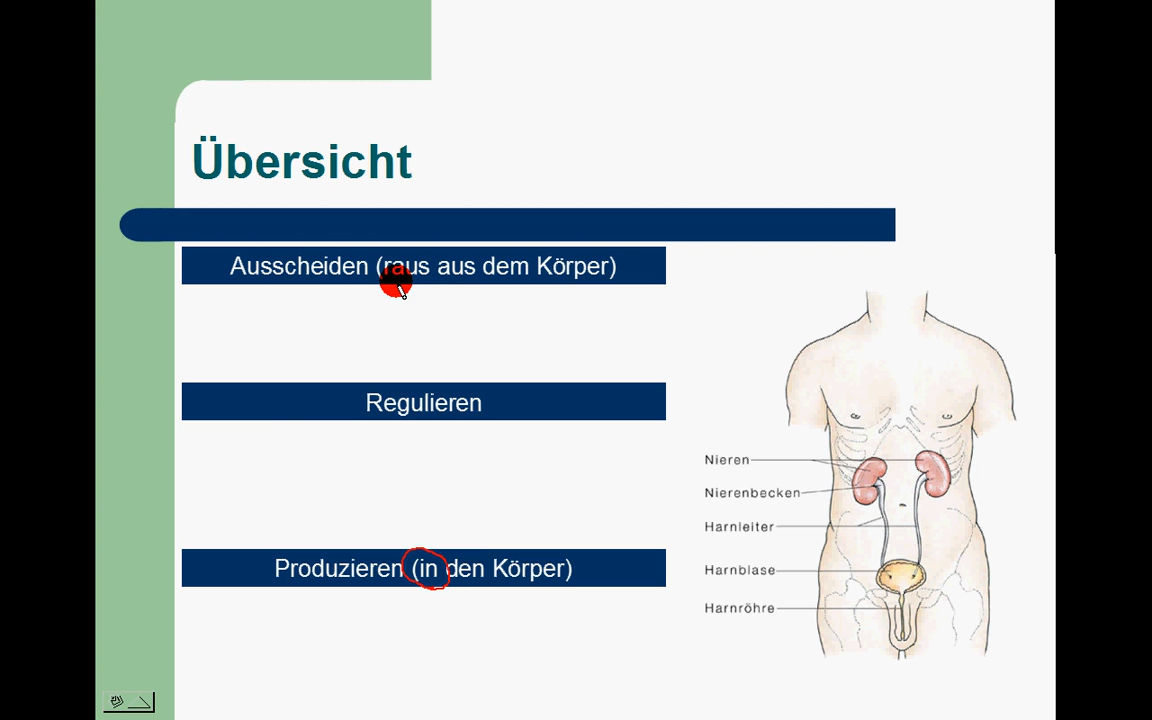 Übersicht
Ausscheiden (raus aus dem Körper)
Regulieren
Produzieren (in den Körper)
Nieren
Nierenbecken
Harnleiter
Harnblase
Harnröhre